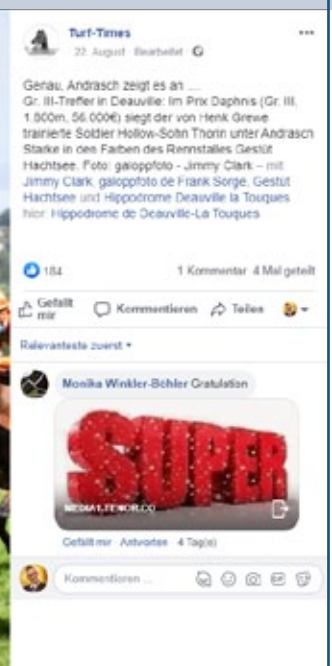 Turf-Times
22. August · Bearbeitet ·
Genau, Andrasch zeigt es an ....
Gr. III-Treffer in Deauville: Im Prix Daphnis (Gr. III,
1.800m, 56.000€) siegt der von Henk Grewe
trainierte Soldier Hollow-Sohn Thorin unter Andrasch
Starke in den Farben des Rennstalles Gestüt
Hachtsee. Foto: galoppfoto - Jimmy Clark – mit
Jimmy Clark, galoppfoto de Frank Sorge, Gestüt
Hachtsee und Hippodrome Deauville la Touques
hier: Hippodrome de Deauville-La Touques.
184 1 Kommentar 4 Mal geteilt
Gefällt mir Kommentieren Teilen
Relevanteste zuerst
Monika Winkler-Böhler Gratulation
SUPER
MEDIA1.TENOR.CO
Gefällt mir · Antworten · 4 Tag(e)
Kommentieren ...
GIF